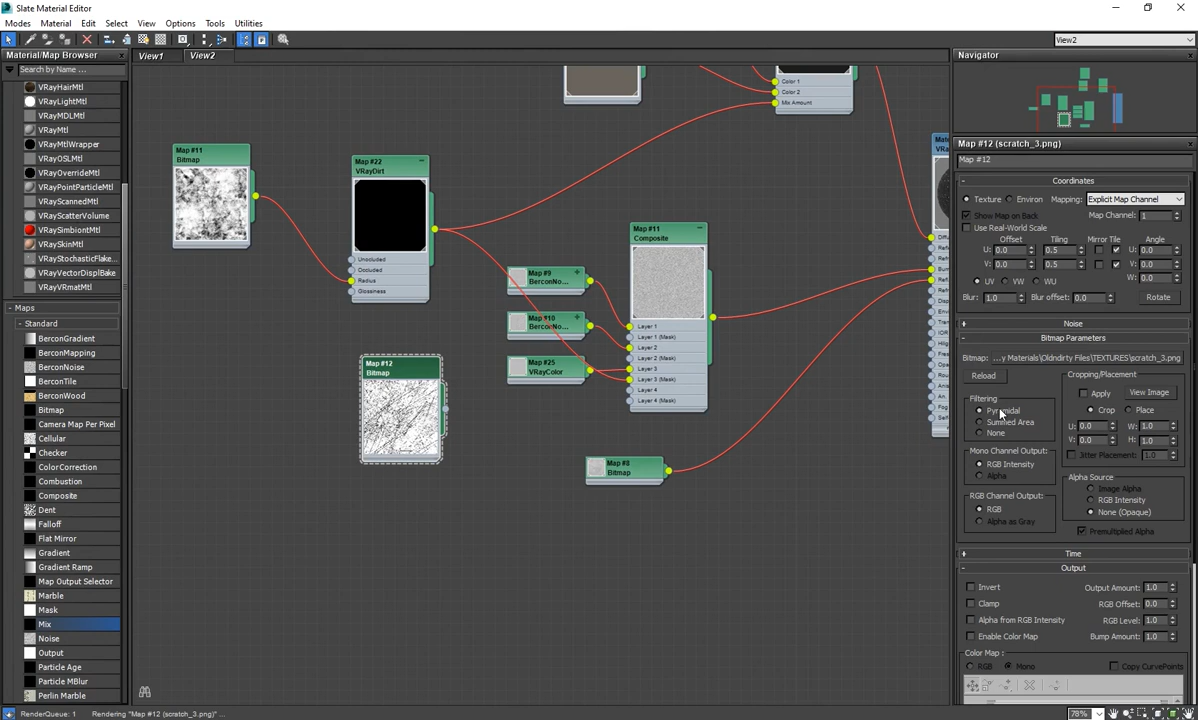 Slate Material Editor
Modes Material Edit Select View Options Tools Utilities
View2
Material/Map Browser
View1 View2
Navigator
Search by Name ...
VRayHairMtl
VRayLightMtl
VRayMDLMtl
VRayMtl
VRayMtlWrapper
VRayOSLMtl
VRayOverrideMtl
VRayPointParticleMtl
VRayScannedMtl
VRayScatterVolume
VRaySimbiontMtl
VRaySkinMtl
VRayStochasticFlake...
VRayVectorDisplBake
VRayVRmatMtl
- Maps
- Standard
BerconGradient
BerconMapping
BerconNoise
BerconTile
BerconWood
Bitmap
Camera Map Per Pixel
Cellular
Checker
ColorCorrection
Combustion
Composite
Dent
Falloff
Flat Mirror
Gradient
Gradient Ramp
Map Output Selector
Marble
Mask
Mix
Noise
Output
Particle Age
Particle MBlur
Perlin Marble
Map #11
Bitmap
Map #22
VRayDirt
Unoccluded
Occluded
Radius
Glossiness
Map #12
Bitmap
Map #9
BerconNo...
Map #10
BerconNo...
Map #25
VRayColor
Map #11
Composite
Layer 1
Layer 1 (Mask)
Layer 2
Layer 2 (Mask)
Layer 3
Layer 3 (Mask)
Layer 4
Layer 4 (Mask)
Color 1
Color 2
Mix Amount
Map #8
Bitmap
Map #12 (scratch_3.png)
Map #12
Coordinates
Texture Environ Mapping: Explicit Map Channel
Show Map on Back Map Channel: 1
Use Real-World Scale
Offset Tiling Mirror Tile Angle
U: 0.0 0.5 U: 0.0
V: 0.0 0.5 V: 0.0
UV VW WU W: 0.0
Blur: 1.0 Blur offset: 0.0 Rotate
Noise
Bitmap Parameters
Bitmap: ...y Materials\Oldndirty Files\TEXTURES\scratch_3.png
Reload Cropping/Placement
Apply View Image
Crop Place
U: 0.0 W: 1.0
V: 0.0 H: 1.0
Jitter Placement: 1.0
Filtering
Pyramidal
Summed Area
None
Mono Channel Output:
RGB Intensity
Alpha
RGB Channel Output:
RGB
Alpha as Gray
Alpha Source
Image Alpha
RGB Intensity
None (Opaque)
Premultiplied Alpha
Time
Output
Invert Output Amount: 1.0
Clamp RGB Offset: 0.0
Alpha from RGB Intensity RGB Level: 1.0
Enable Color Map Bump Amount: 1.0
Color Map :
RGB Mono Copy CurvePoints
RenderQueue: 1 Rendering "Map #12 (scratch_3.png)" ...
78%